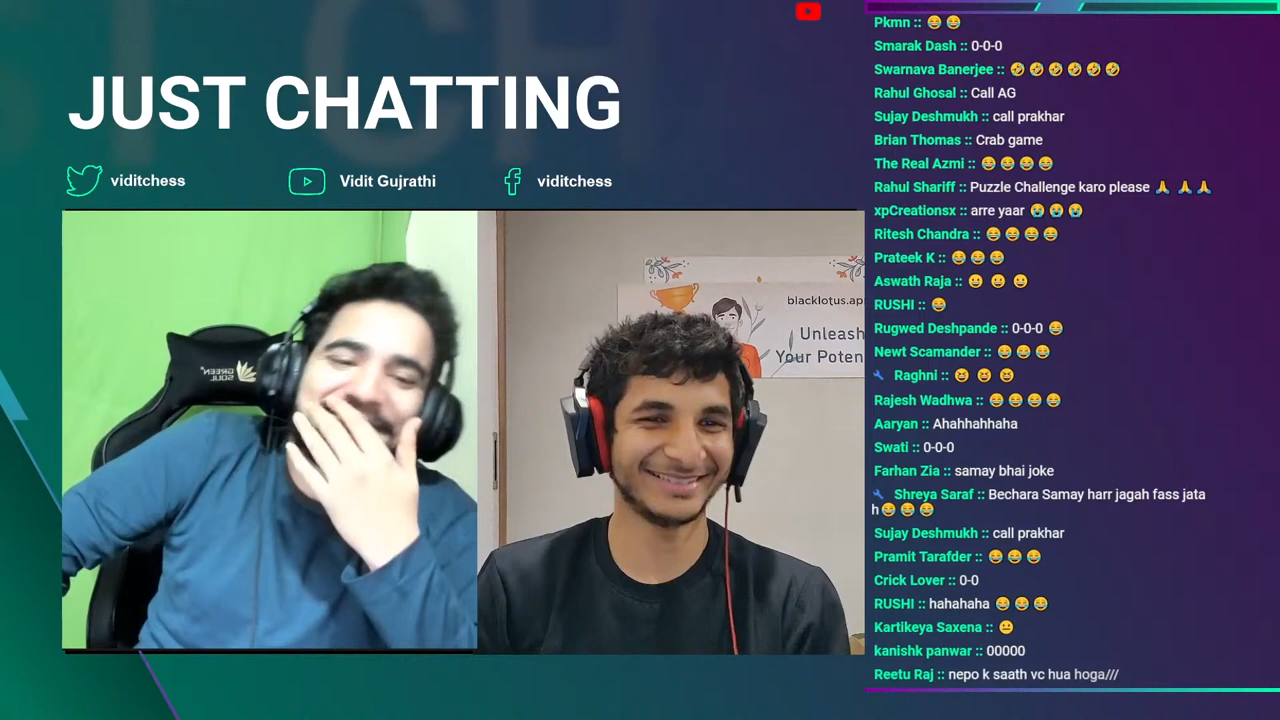 JUST CHATTING
viditchess
Vidit Gujrathi
viditchess
GREEN
SOUL
blacklotus.ap
Unleash
Your Poten
Pkmn :: 😂 😂
Smarak Dash :: 0-0-0
Swarnava Banerjee :: 🤣 🤣 🤣 🤣 🤣 🤣
Rahul Ghosal :: Call AG
Sujay Deshmukh :: call prakhar
Brian Thomas :: Crab game
The Real Azmi :: 😂 😂 😂 😂
Rahul Shariff :: Puzzle Challenge karo please 🙏 🙏 🙏
xpCreationsx :: arre yaar 😭 😭 😭
Ritesh Chandra :: 😂 😂 😂 😂
Prateek K :: 😂 😂 😂
Aswath Raja :: 😀 😀 😀
RUSHI :: 😂
Rugwed Deshpande :: 0-0-0 😂
Newt Scamander :: 😂 😂 😂
Raghni :: 😆 😆 😆
Rajesh Wadhwa :: 😂 😂 😂 😂
Aaryan :: Ahahhahhaha
Swati :: 0-0-0
Farhan Zia :: samay bhai joke
Shreya Saraf :: Bechara Samay harr jagah fass jata
h😂 😂 😂
Sujay Deshmukh :: call prakhar
Pramit Tarafder :: 😂 😂 😂
Crick Lover :: 0-0
RUSHI :: hahahaha 😂 😂 😂
Kartikeya Saxena :: 😐
kanishk panwar :: 00000
Reetu Raj :: nepo k saath vc hua hoga///